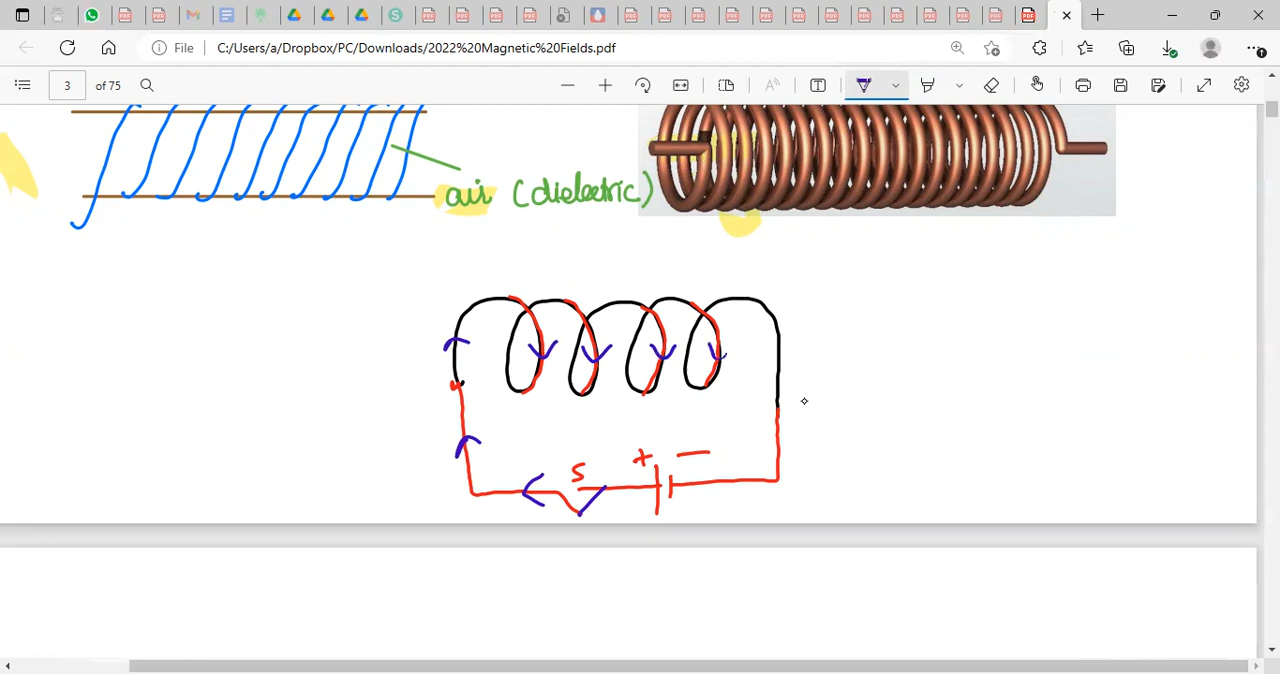 File C:/Users/a/Dropbox/PC/Downloads/2022%20Magnetic%20Fields.pdf
3 of 75
air (dielectric)
S + −